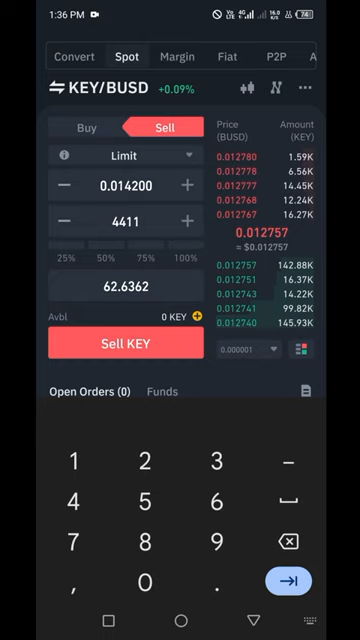 1:36 PM
74
Convert Spot Margin Fiat P2P
KEY/BUSD +0.09%
Buy Sell
Limit
0.014200
4411
25% 50% 75% 100%
62.6362
Avbl 0 KEY
Sell KEY
Price Amount
(BUSD) (KEY)
0.012780 1.59K
0.012778 6.56K
0.012777 14.45K
0.012768 12.24K
0.012767 16.27K
0.012757
≈ $0.012757
0.012757 142.88K
0.012751 16.37K
0.012743 14.22K
0.012741 99.82K
0.012740 145.93K
0.000001
Open Orders (0) Funds
1 2 3 –
4 5 6
7 8 9
, 0 .